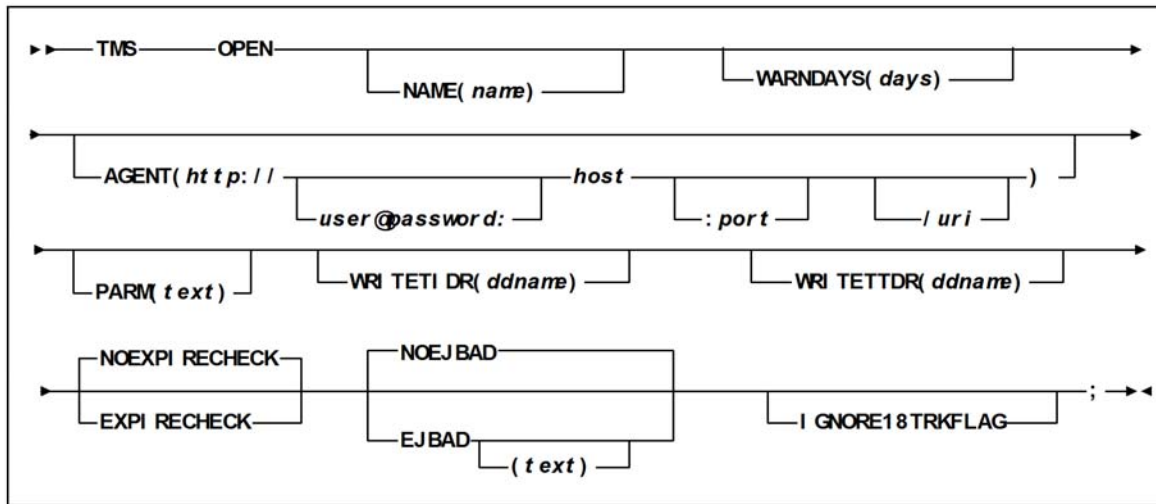 TMS OPEN
NAME(name) WARNDAYS(days)
AGENT(http:// host )
user@password: :port /uri
PARM(text) WRITETIDR(ddname) WRITETTDR(ddname)
NOEXPIRECHECK NOEJBAD
;
EXPIRECHECK EJBAD IGNORE18TRKFLAG
(text)